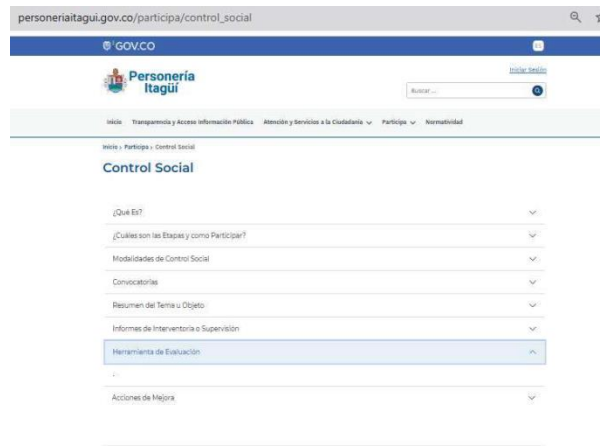 personeriaitagui.gov.co/participa/control_social
GOV.CO
Iniciar Sesión
Personería
Itagüí
Buscar ...
Inicio Transparencia y Acceso Información Pública Atención y Servicios a la Ciudadanía Participa Normatividad
Inicio > Participa > Control Social
Control Social
¿Qué Es?
¿Cuáles son las Etapas y como Participar?
Modalidades de Control Social
Convocatorias
Resumen del Tema u Objeto
Informes de Interventoría o Supervisión
Herramienta de Evaluación
.
Acciones de Mejora